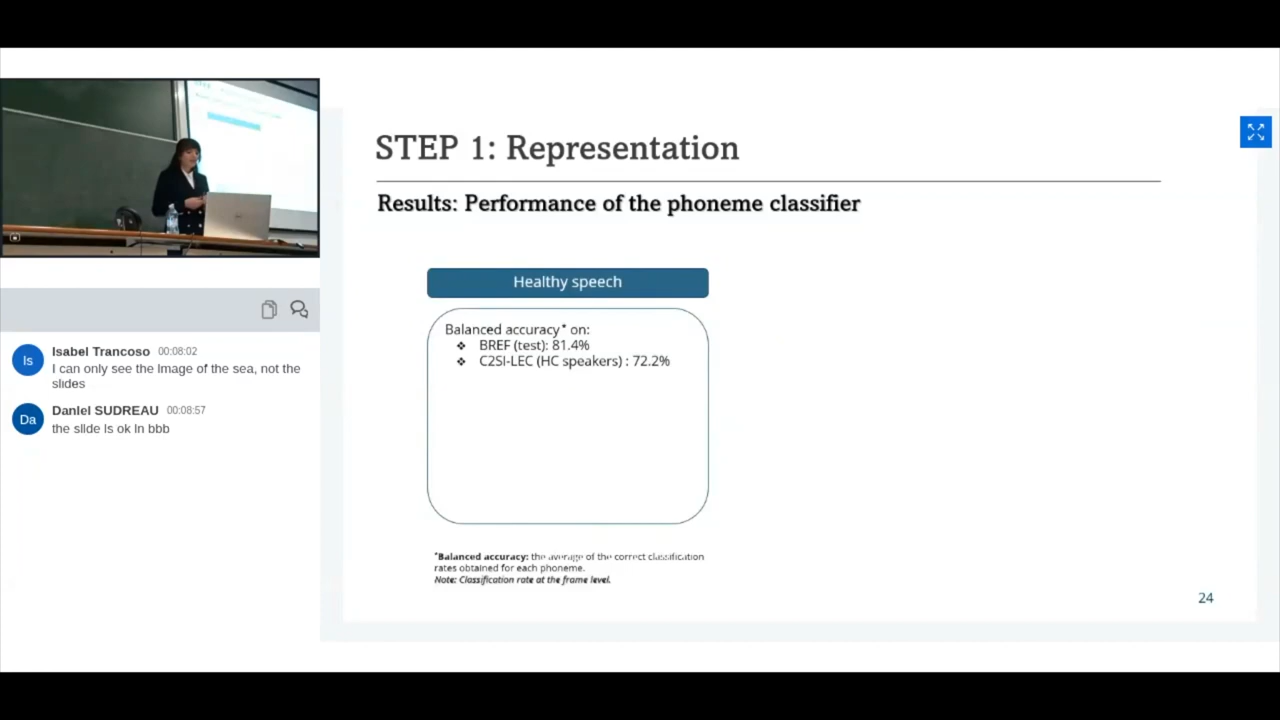 STEP 1: Representation
Results: Performance of the phoneme classifier
Healthy speech
Balanced accuracy* on:
❖ BREF (test): 81.4%
❖ C2SI-LEC (HC speakers) : 72.2%
*Balanced accuracy: the average of the correct classification
rates obtained for each phoneme.
Note: Classification rate at the frame level.
24
Is
Isabel Trancoso 00:08:02
I can only see the image of the sea, not the
slides
Da
Daniel SUDREAU 00:08:57
the slide is ok in bbb